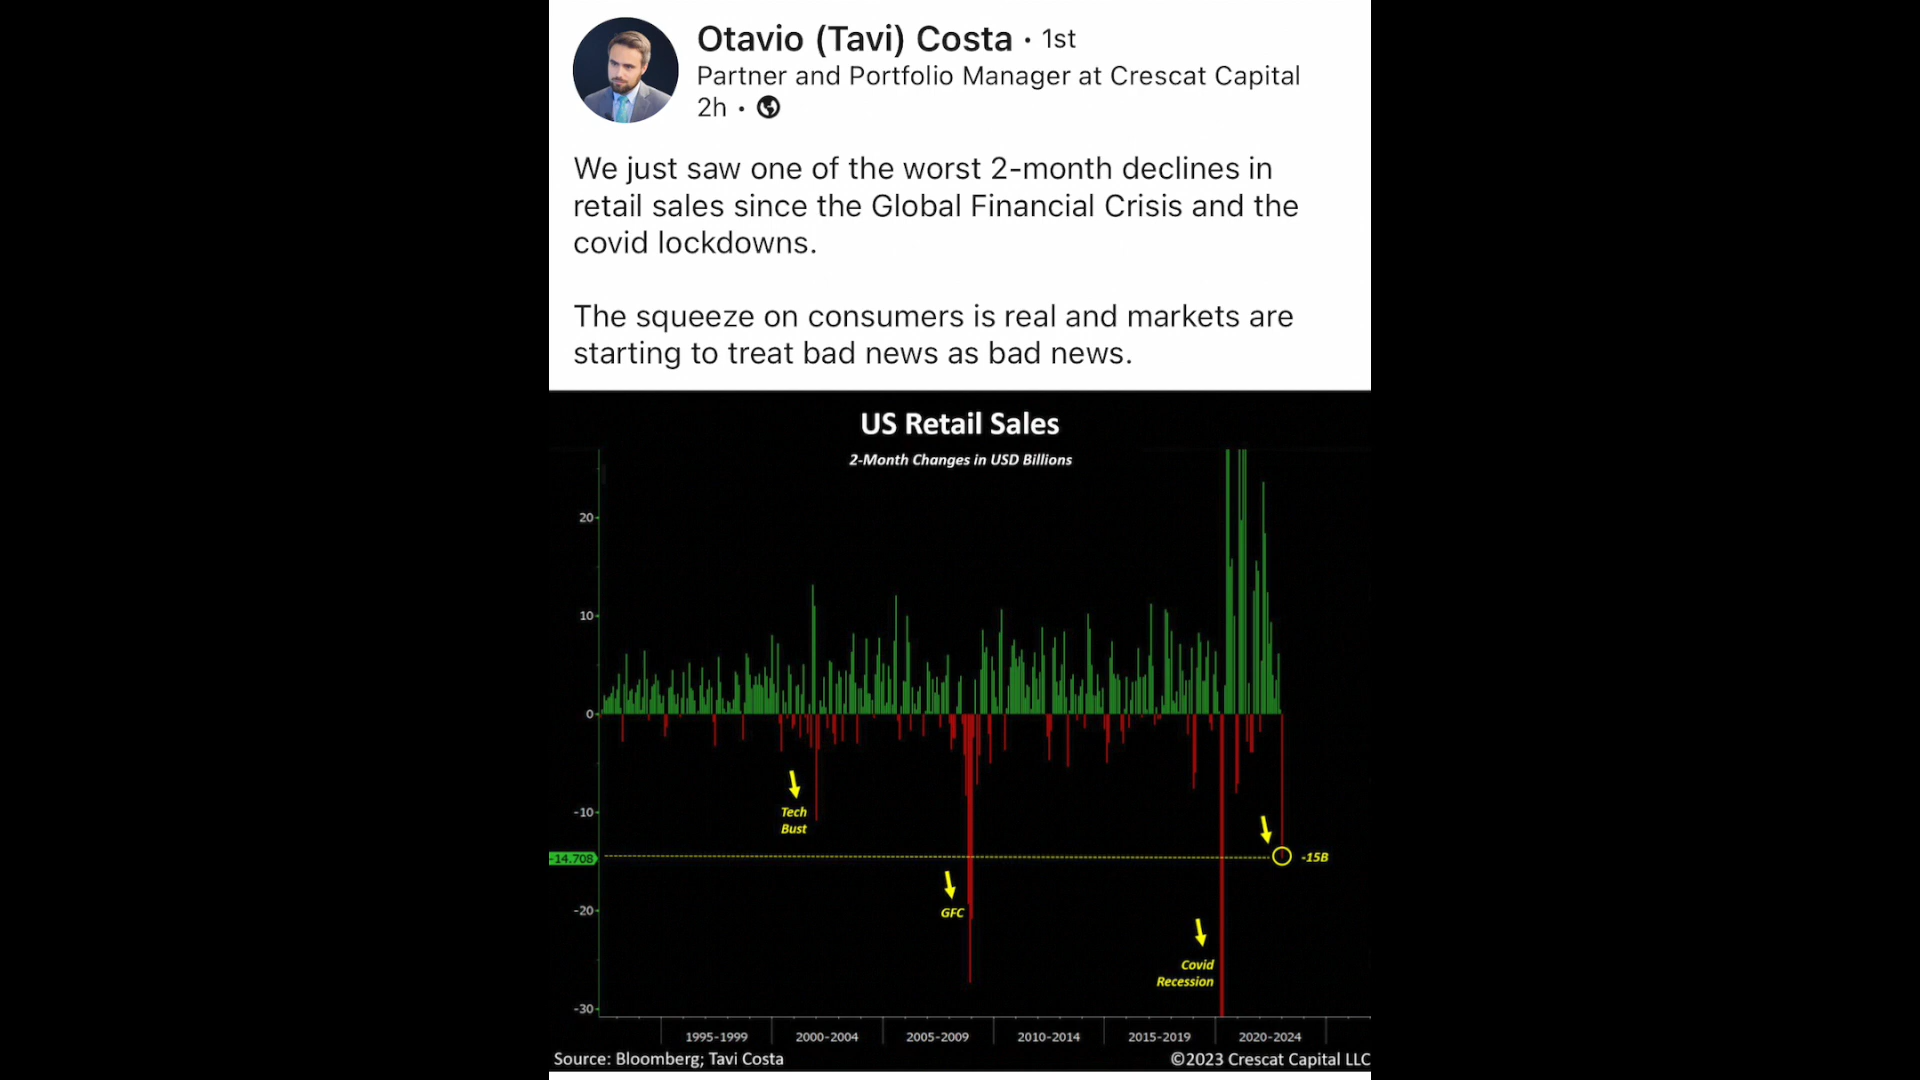 Otavio (Tavi) Costa · 1st
Partner and Portfolio Manager at Crescat Capital
2h ·
We just saw one of the worst 2-month declines in
retail sales since the Global Financial Crisis and the
covid lockdowns.
The squeeze on consumers is real and markets are
starting to treat bad news as bad news.
US Retail Sales
2-Month Changes in USD Billions
20
10
0
-10
-14.708
-20
-30
Tech
Bust
GFC
Covid
Recession
-15B
1995-1999 2000-2004 2005-2009 2010-2014 2015-2019 2020-2024
Source: Bloomberg; Tavi Costa
©2023 Crescat Capital LLC